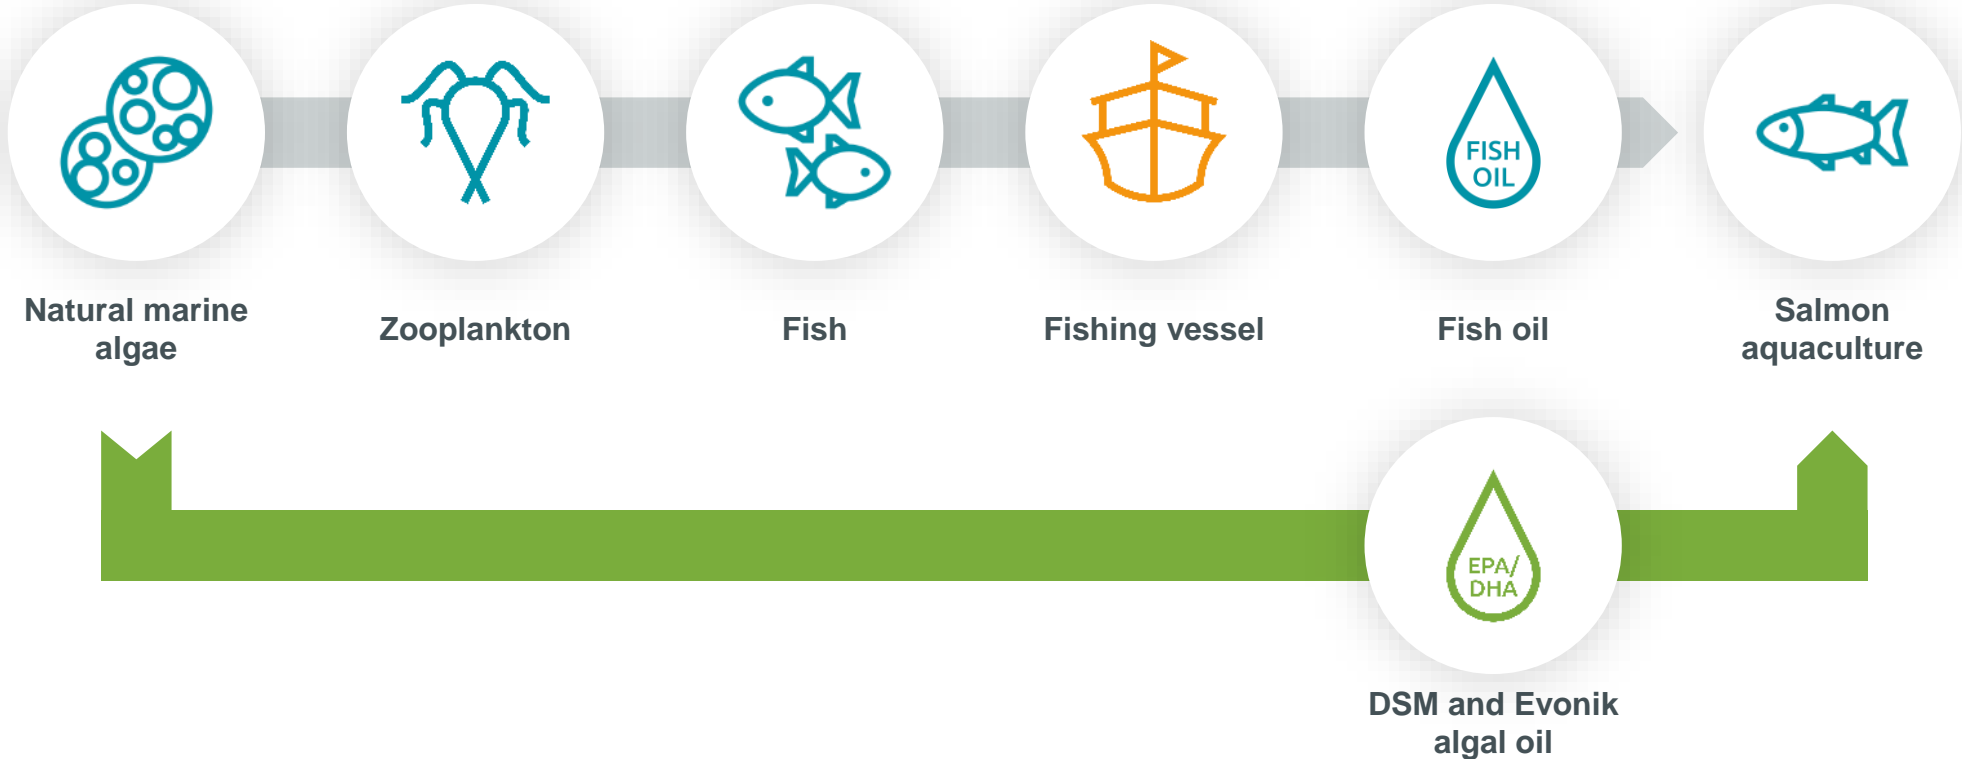 FISH
OIL
Natural marine
algae
Zooplankton
Fish
Fishing vessel
Fish oil
Salmon
aquaculture
EPA/
DHA
DSM and Evonik
algal oil